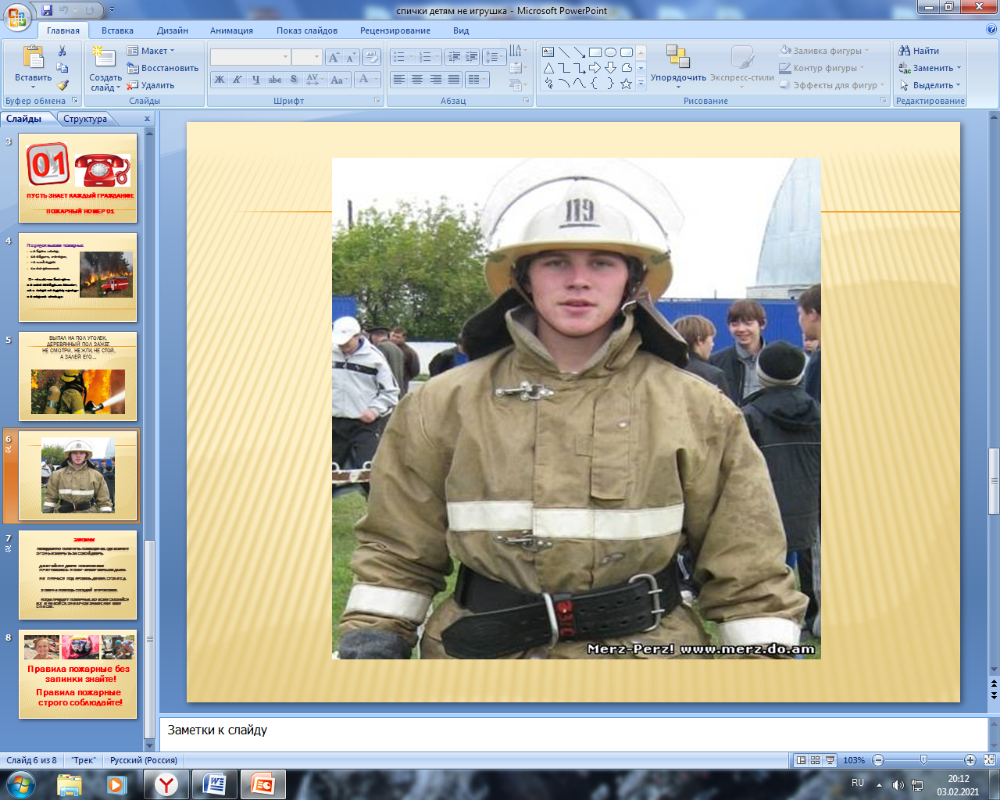 спички детям не игрушка - Microsoft PowerPoint
Главная
Вставка
Дизайн
Анимация
Показ слайдов
Рецензирование
Вид
Вставить
Буфер обмена
Создать
слайд
Макет
Восстановить
Удалить
Слайды
Ж К Ч abc S AV Aa A
Шрифт
Абзац
Упорядочить
Экспресс-стили
Заливка фигуры
Контур фигуры
Эффекты для фигур
Рисование
Найти
Заменить
Выделить
Редактирование
Слайды
Структура
3
01
ПУСТЬ ЗНАЕТ КАЖДЫЙ ГРАЖДАНИН:
ПОЖАРНЫЙ НОМЕР 01
4
5
ВЫПАЛ НА ПОЛ УГОЛЕК,
ДЕРЕВЯННЫЙ ПОЛ ЗАЖЕГ.
НЕ СМОТРИ, НЕ ЖГИ, НЕ СТОЙ,
А ЗАЛЕЙ ЕГО...
6
7
8
Правила пожарные без
запинки знайте!
Правила пожарные
строго соблюдайте!
119
Merz-Perz! www.merz.do.am
Заметки к слайду
Слайд 6 из 8
"Трек"
Русский (Россия)
103%
RU
20:12
03.02.2021